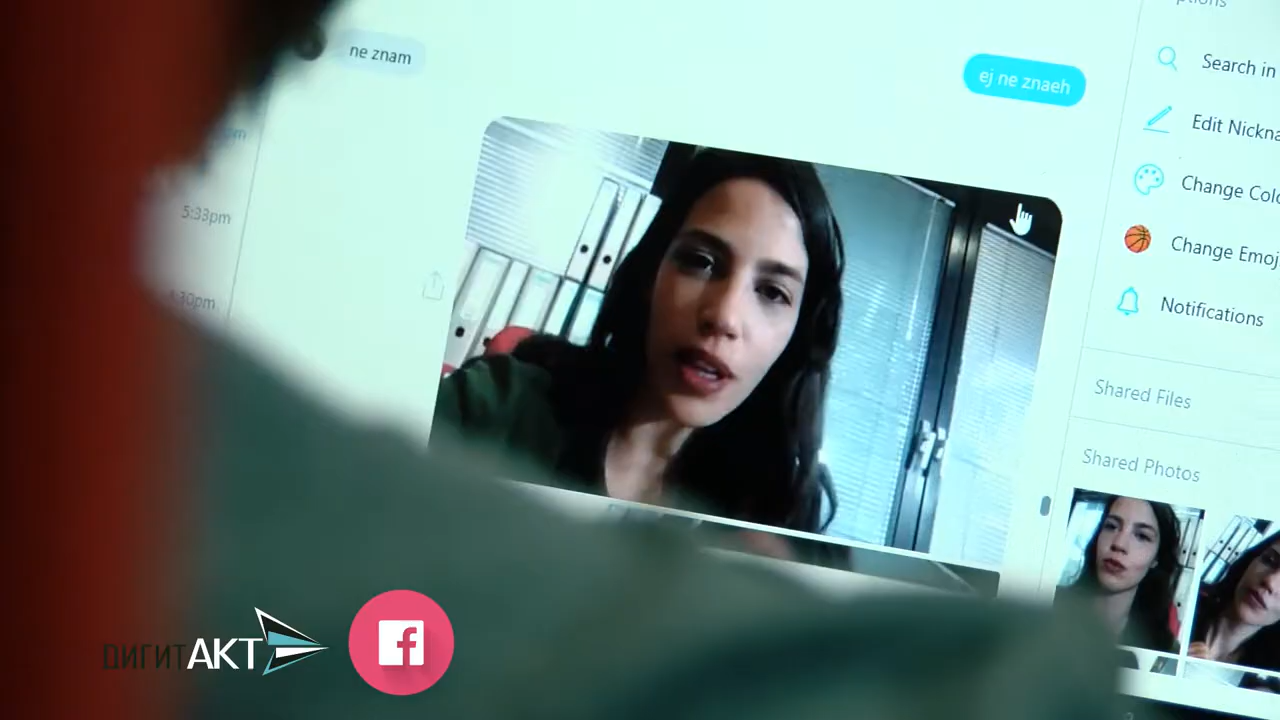 ne znam
ej ne znaeh
Search in
Edit Nickna
Change Colo
Change Emoj
Notifications
Shared Files
Shared Photos
5:33pm
ДИГИТАКТ